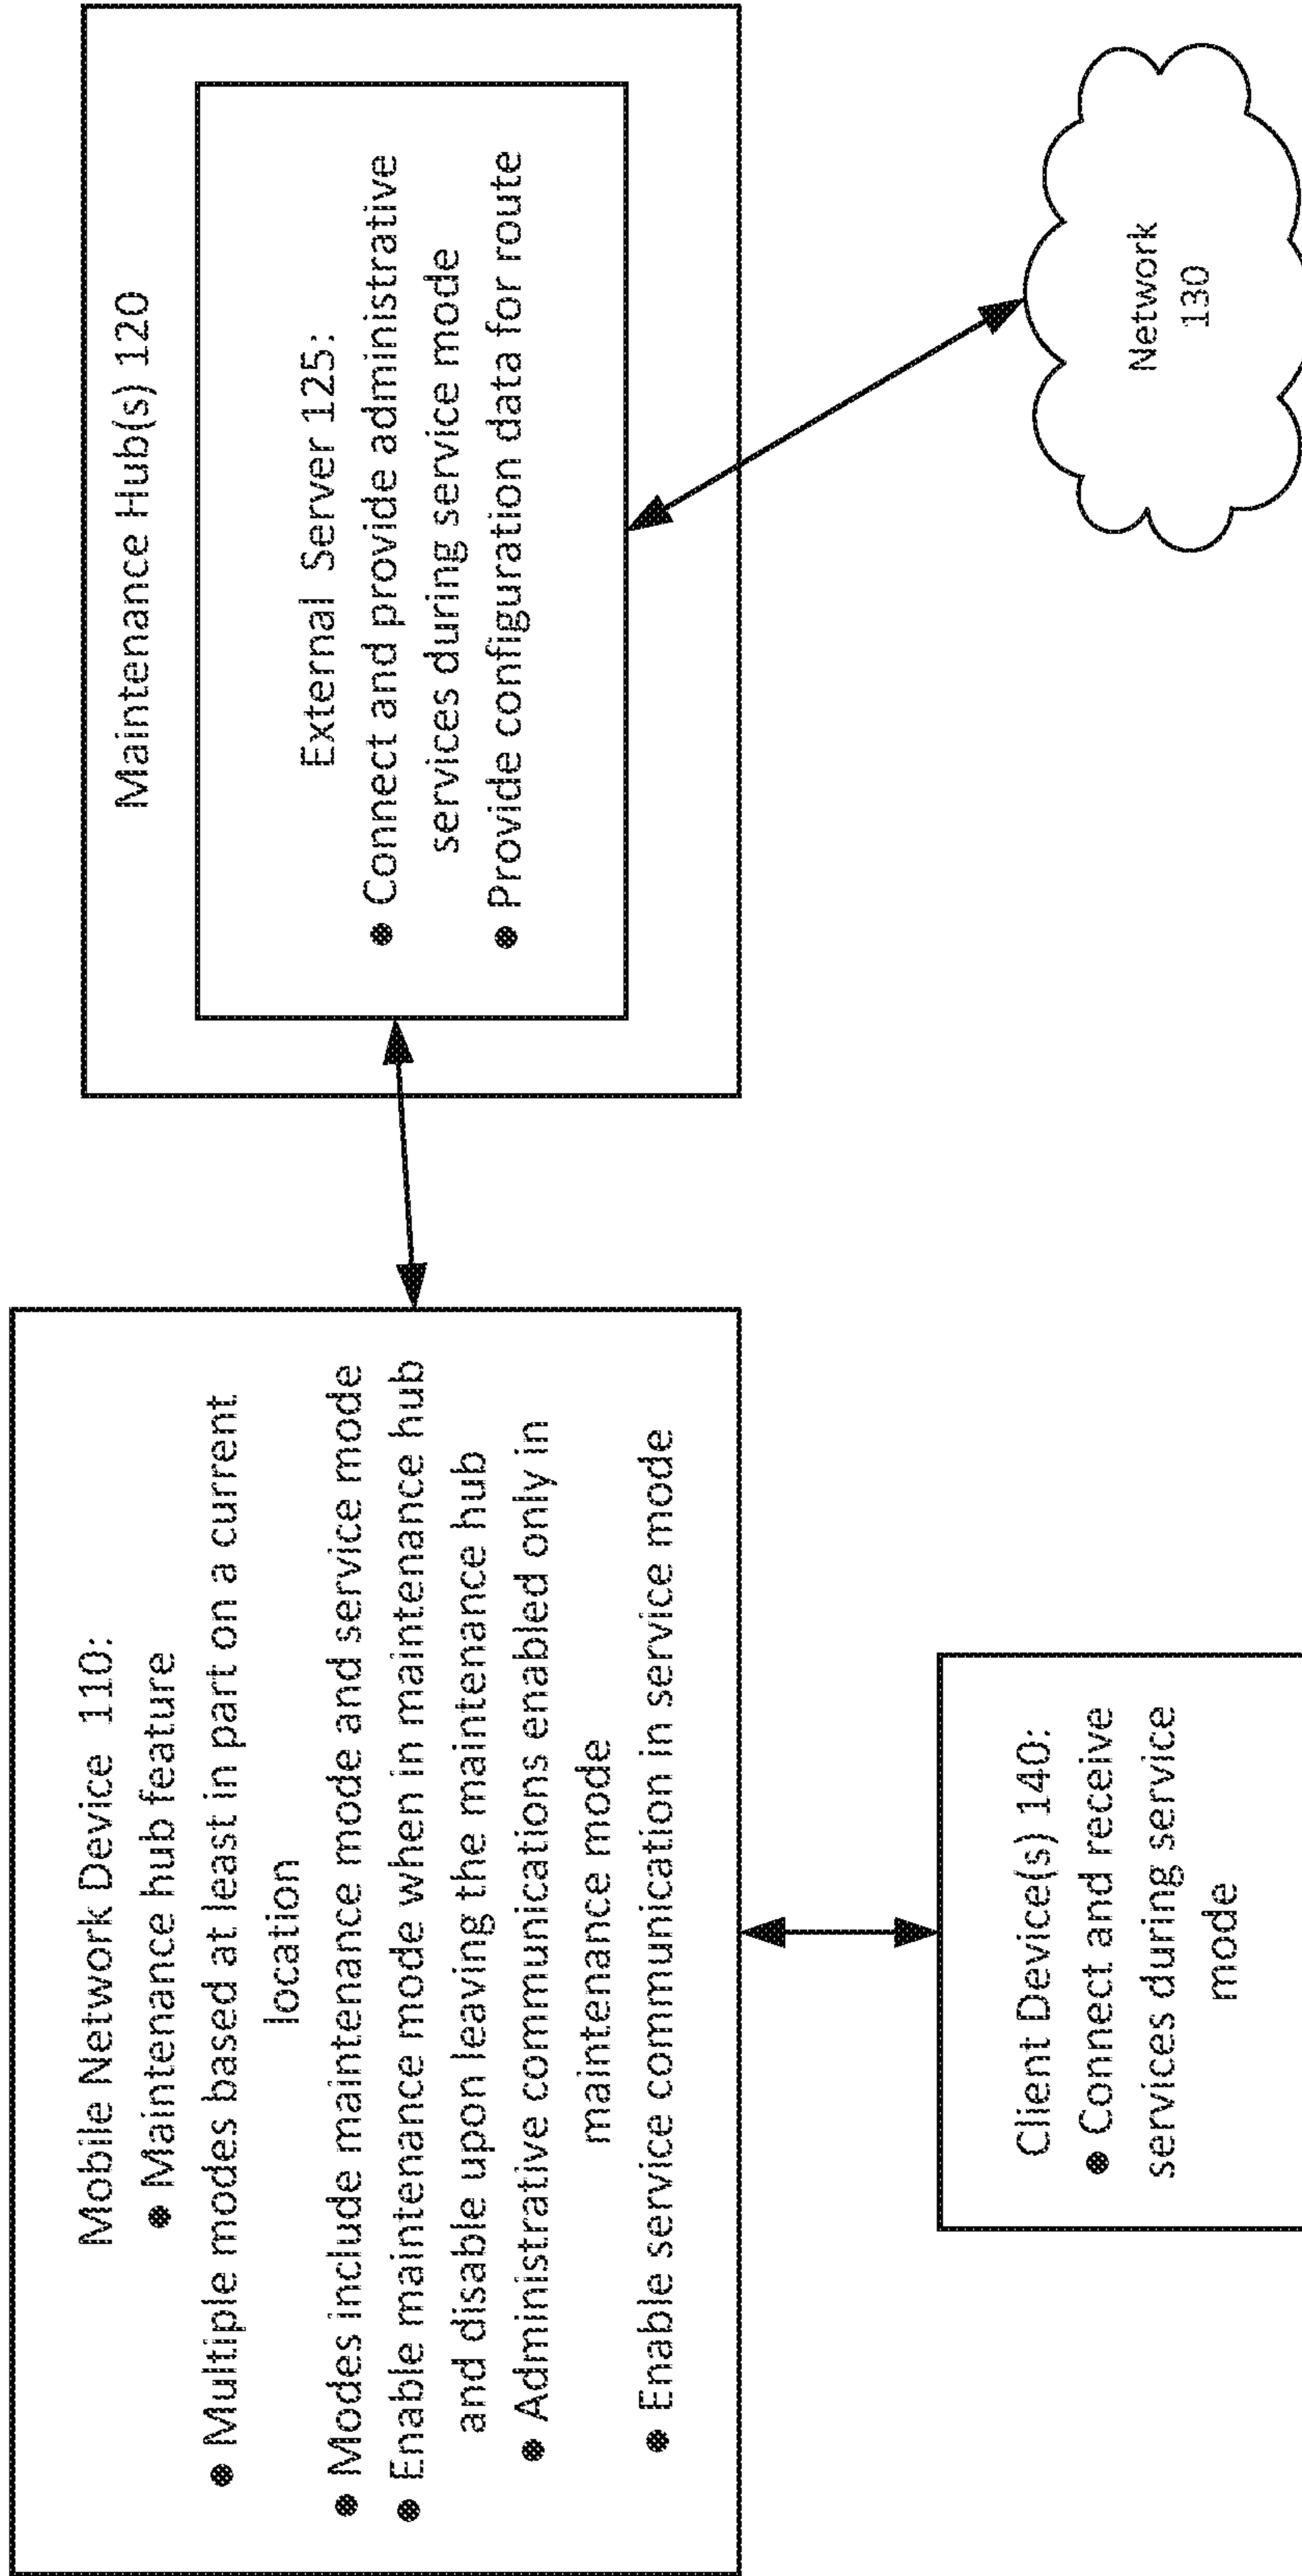 Mobile Network Device 110:
● Maintenance hub feature
● Multiple modes based at least in part on a current
location
● Modes include maintenance mode and service mode
● Enable maintenance mode when in maintenance hub
and disable upon leaving the maintenance hub
● Administrative communications enabled only in
maintenance mode
● Enable service communication in service mode
Maintenance Hub(s) 120
External Server 125:
● Connect and provide administrative
services during service mode
● Provide configuration data for route
Client Device(s) 140:
● Connect and receive
services during service
mode
Network
130